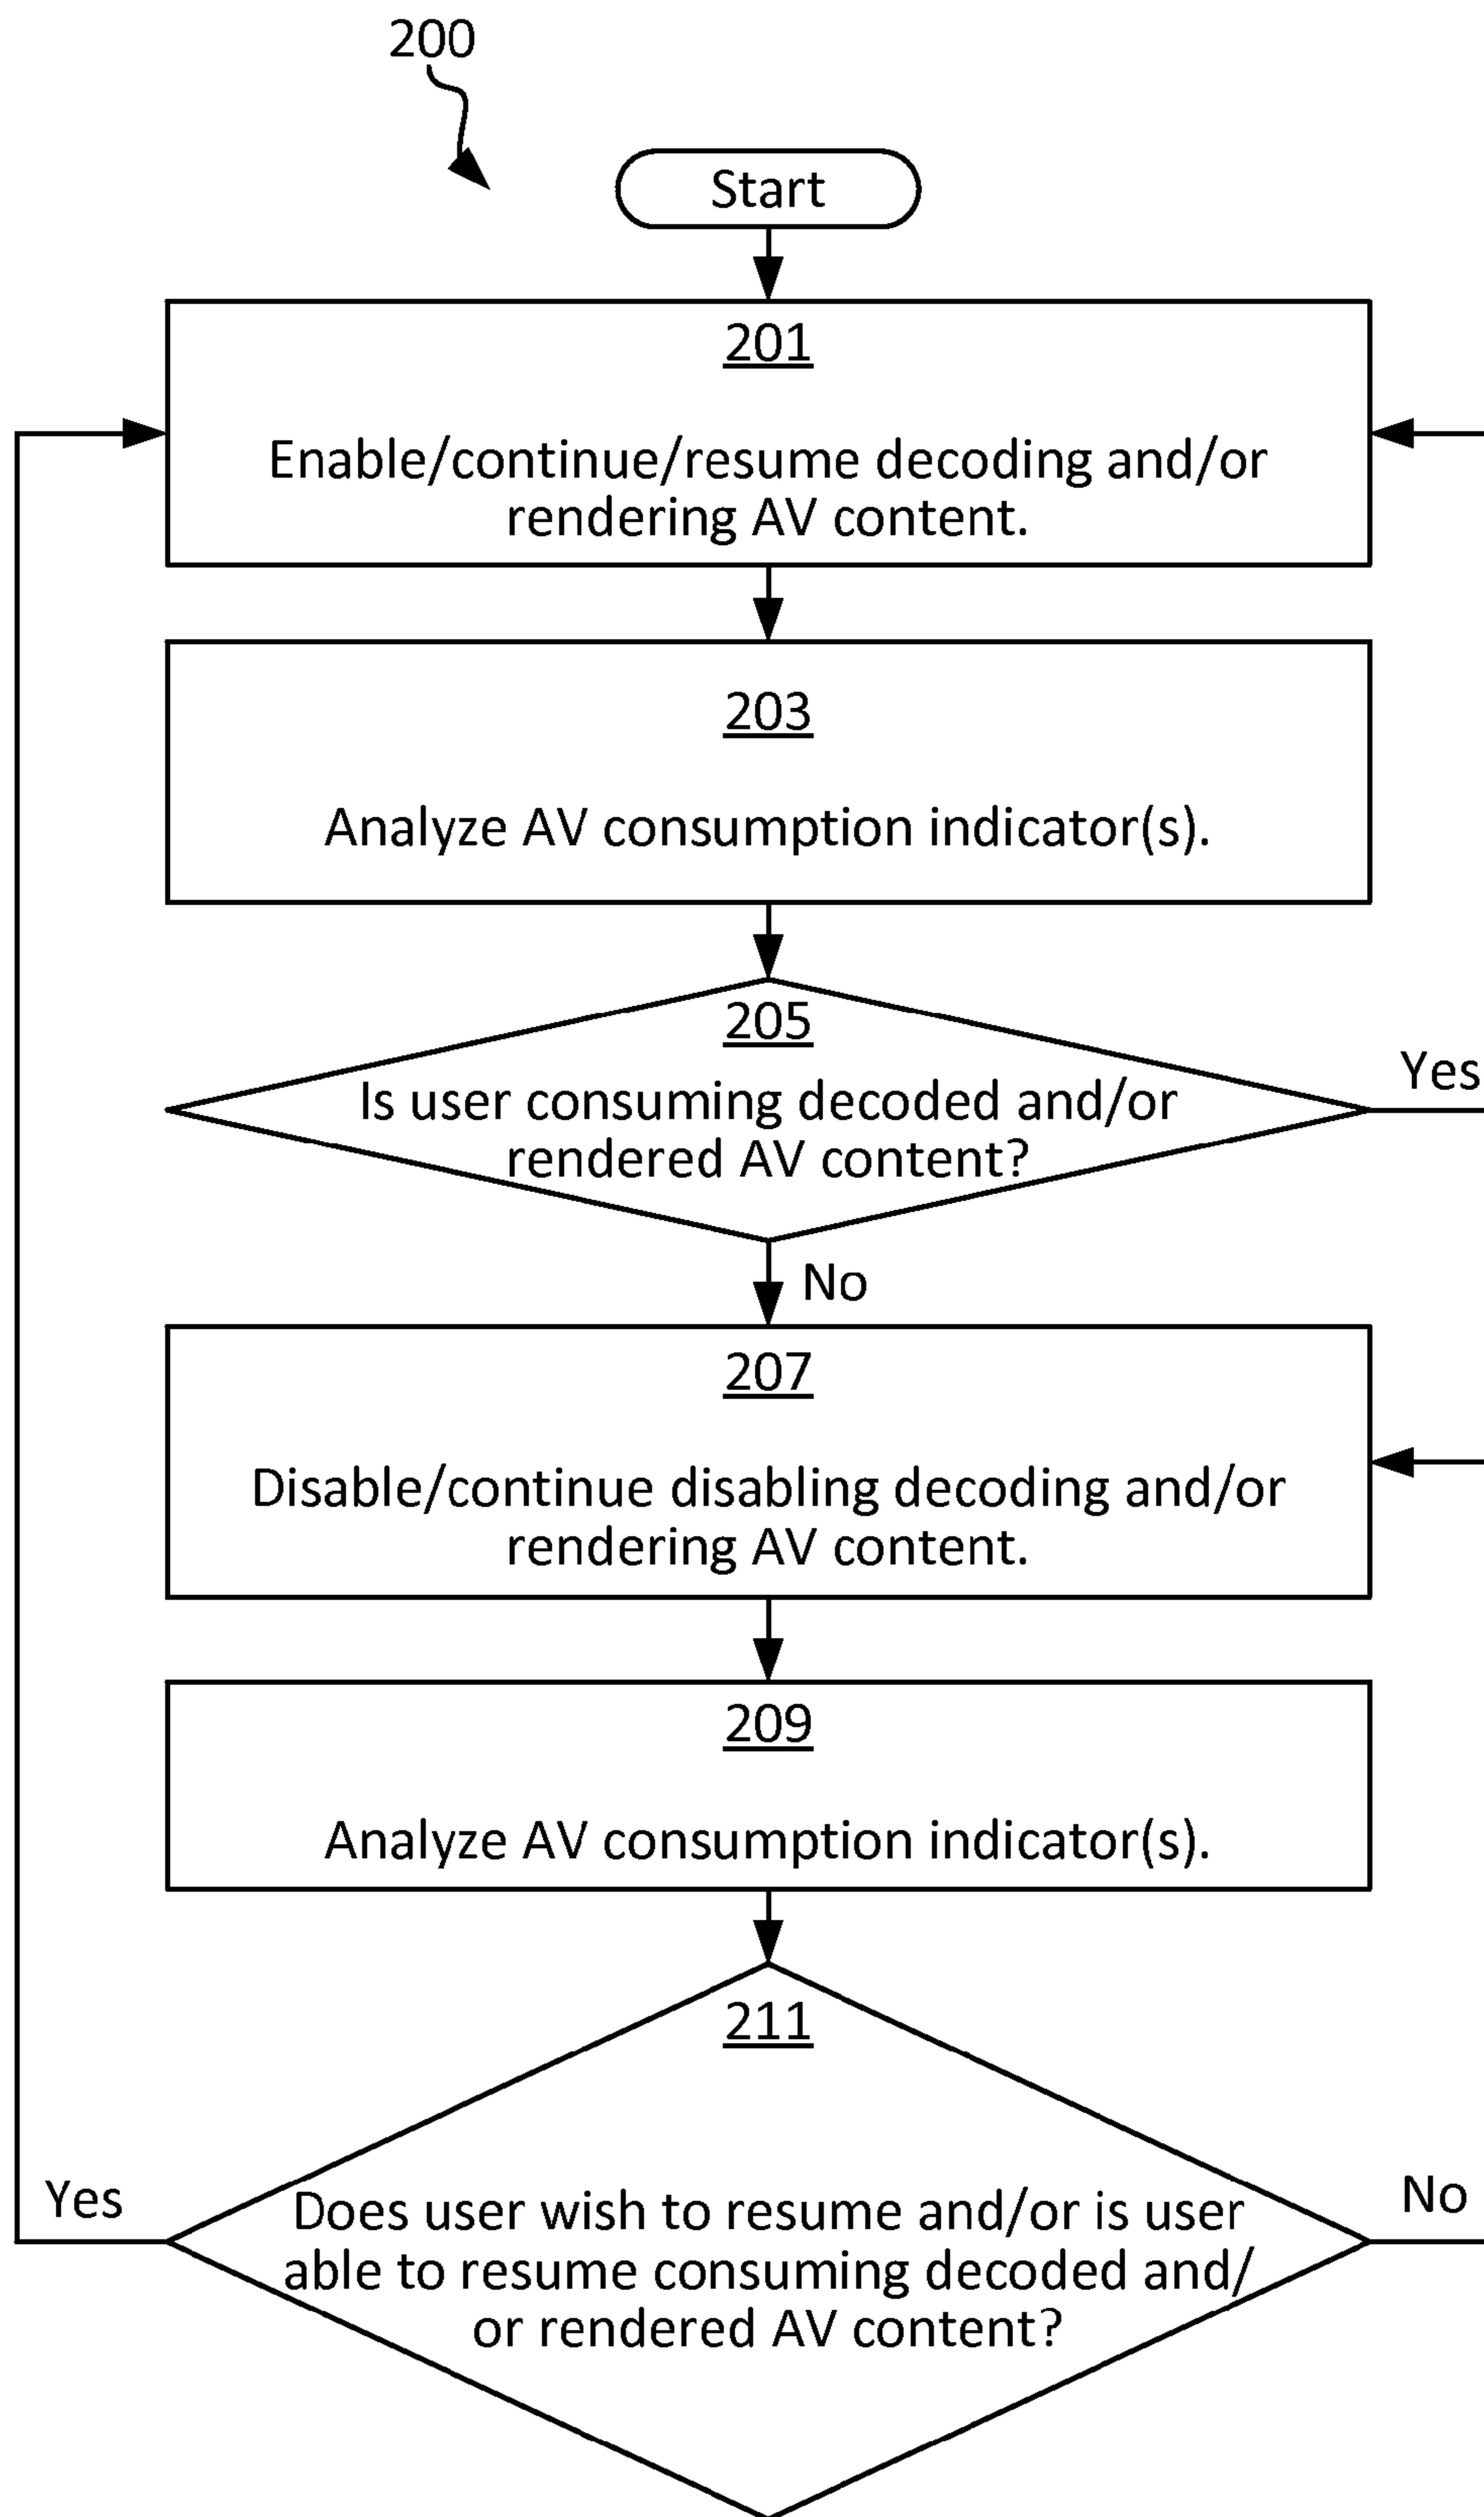 200
Start
201
Enable/continue/resume decoding and/or
rendering AV content.
203
Analyze AV consumption indicator(s).
205
Is user consuming decoded and/or
rendered AV content?
Yes
No
207
Disable/continue disabling decoding and/or
rendering AV content.
209
Analyze AV consumption indicator(s).
211
Yes
Does user wish to resume and/or is user
able to resume consuming decoded and/
or rendered AV content?
No